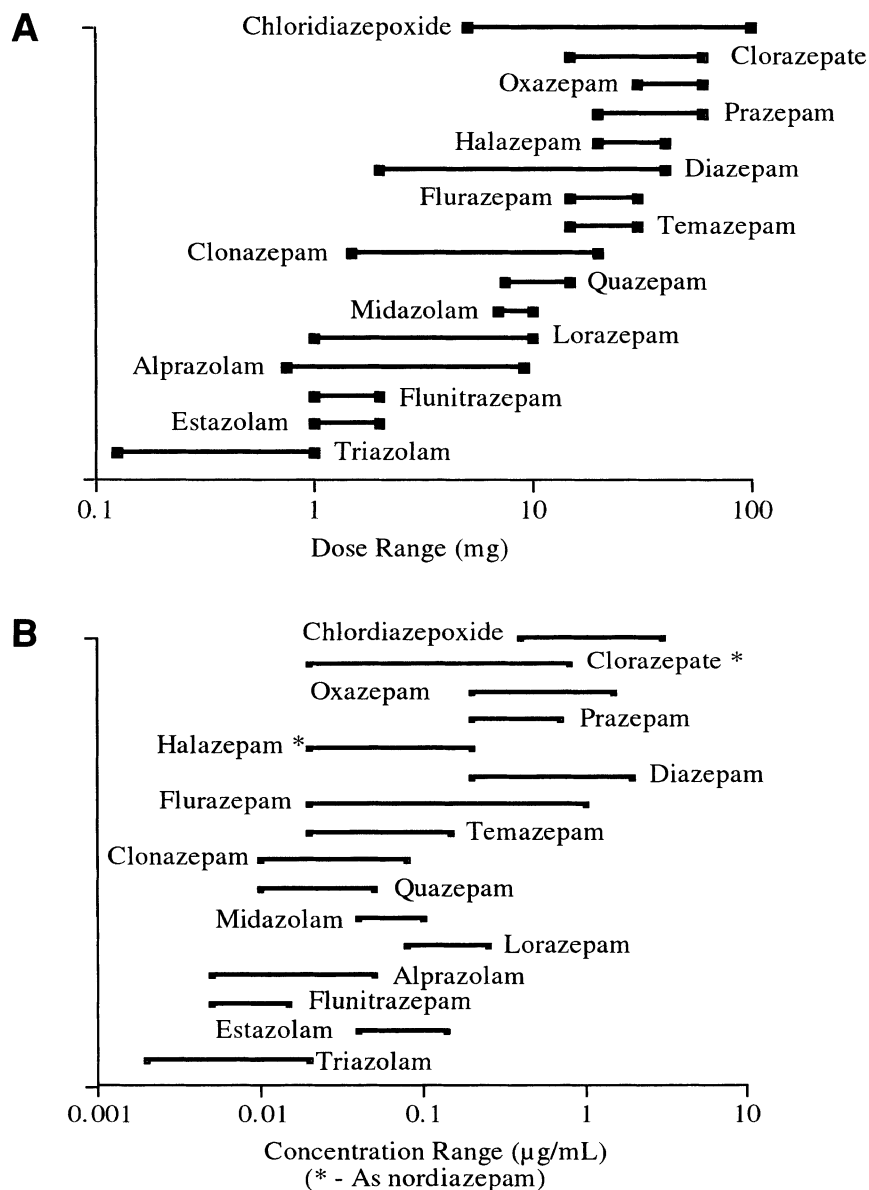 A
Chloridiazepoxide
Clorazepate
Oxazepam
Prazepam
Halazepam
Diazepam
Flurazepam
Temazepam
Clonazepam
Quazepam
Midazolam
Lorazepam
Alprazolam
Flunitrazepam
Estazolam
Triazolam
0.1 1 10 100
Dose Range (mg)
B
Chlordiazepoxide
Clorazepate *
Oxazepam
Prazepam
Halazepam *
Diazepam
Flurazepam
Temazepam
Clonazepam
Quazepam
Midazolam
Lorazepam
Alprazolam
Flunitrazepam
Estazolam
Triazolam
0.001 0.01 0.1 1 10
Concentration Range (µg/mL)
(* - As nordiazepam)